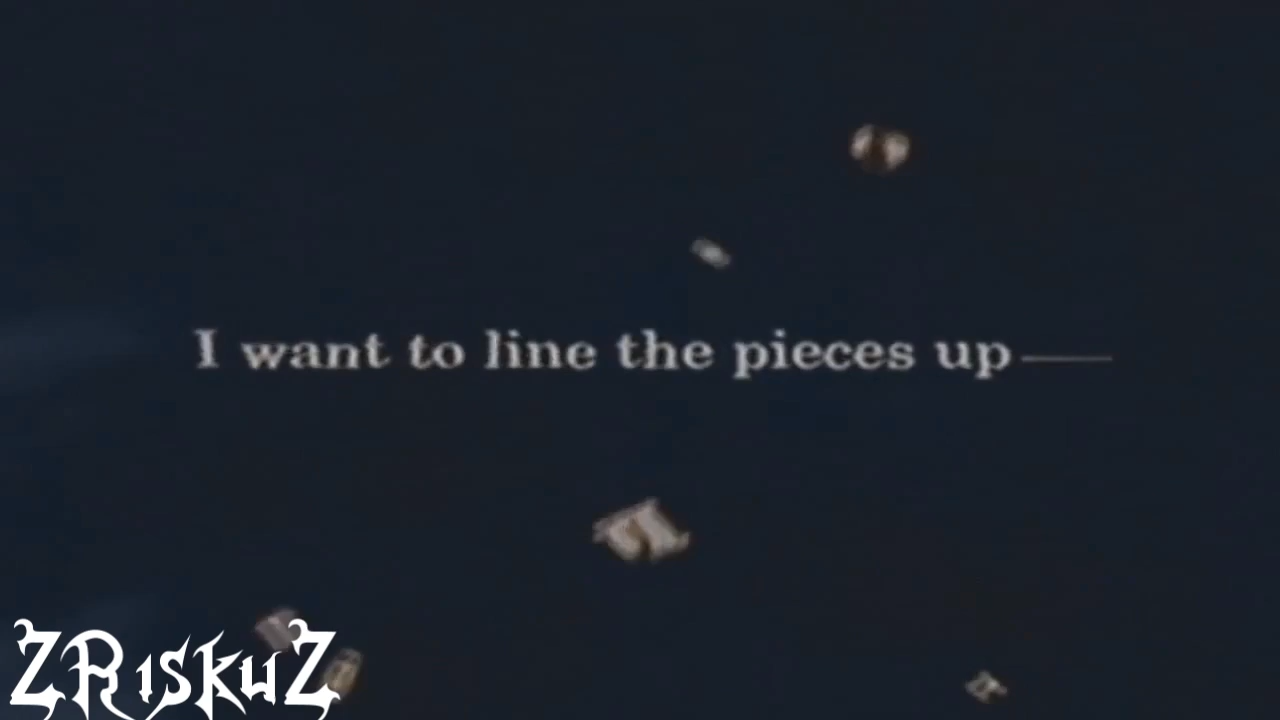 I want to line the pieces up——
ZRISKUZ